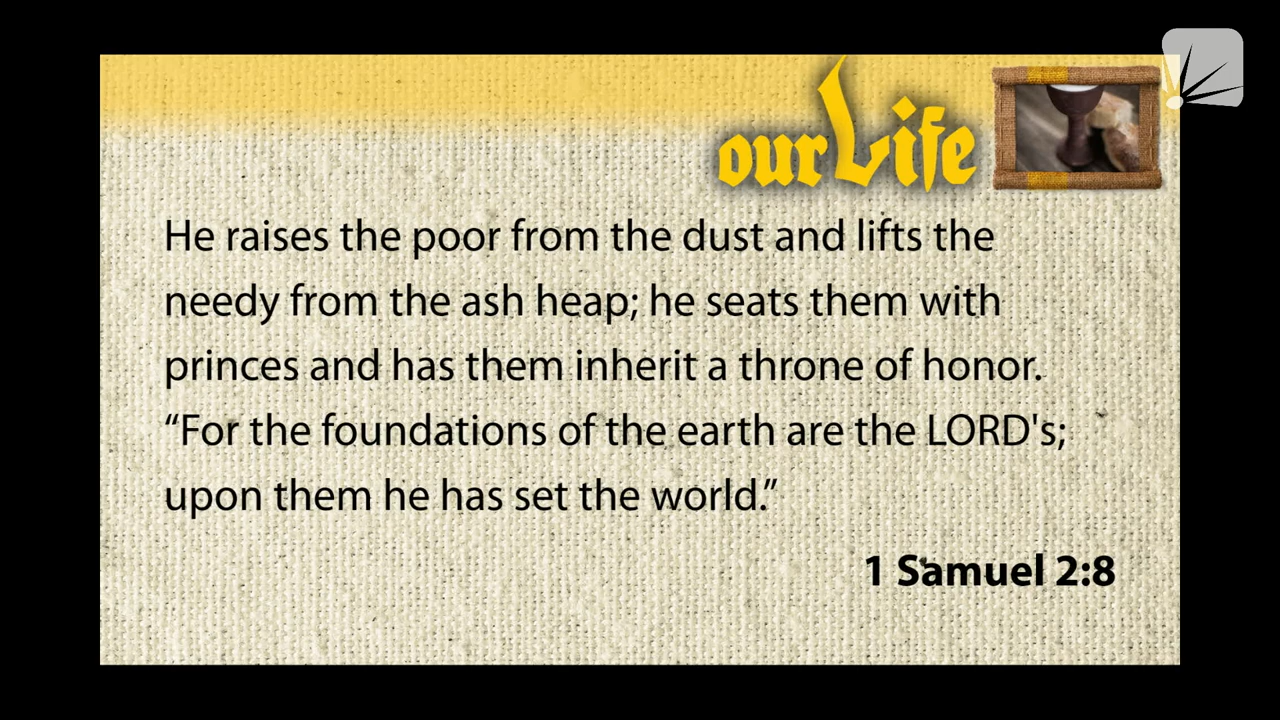 our Life
He raises the poor from the dust and lifts the
needy from the ash heap; he seats them with
princes and has them inherit a throne of honor.
“For the foundations of the earth are the LORD's;
upon them he has set the world.”
1 Samuel 2:8